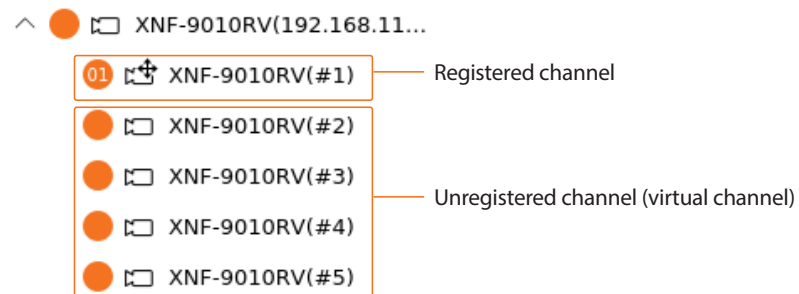 XNF-9010RV(192.168.11...
01 XNF-9010RV(#1) Registered channel
XNF-9010RV(#2)
XNF-9010RV(#3)
Unregistered channel (virtual channel)
XNF-9010RV(#4)
XNF-9010RV(#5)